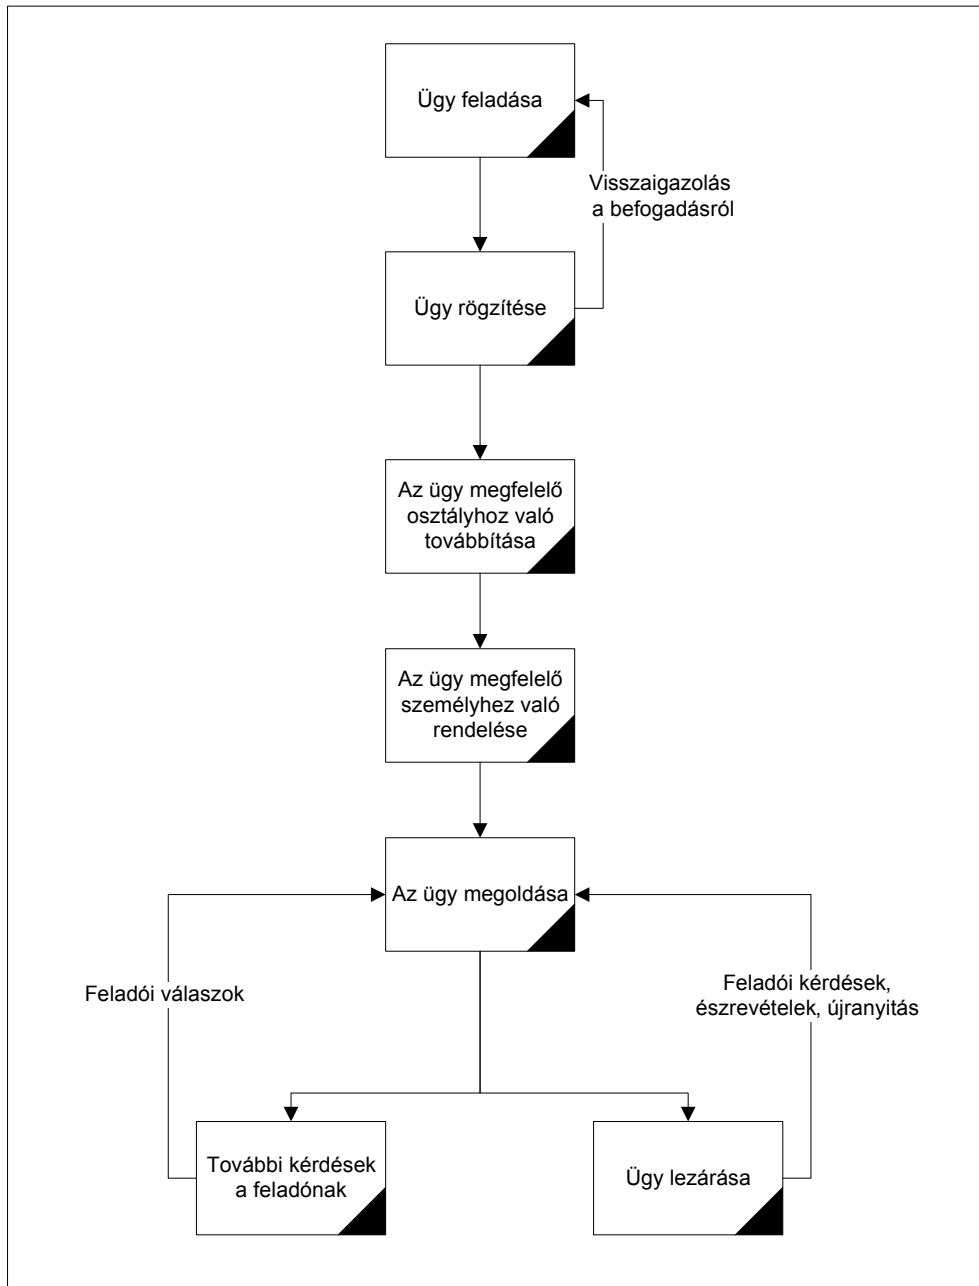 Ügy feladása
Visszaigazolás
a befogadásról
Ügy rögzítése
Az ügy megfelelő
osztályhoz való
továbbítása
Az ügy megfelelő
személyhez való
rendelése
Az ügy megoldása
Feladói válaszok
Feladói kérdések,
észrevételek, újranyitás
További kérdések
a feladónak
Ügy lezárása